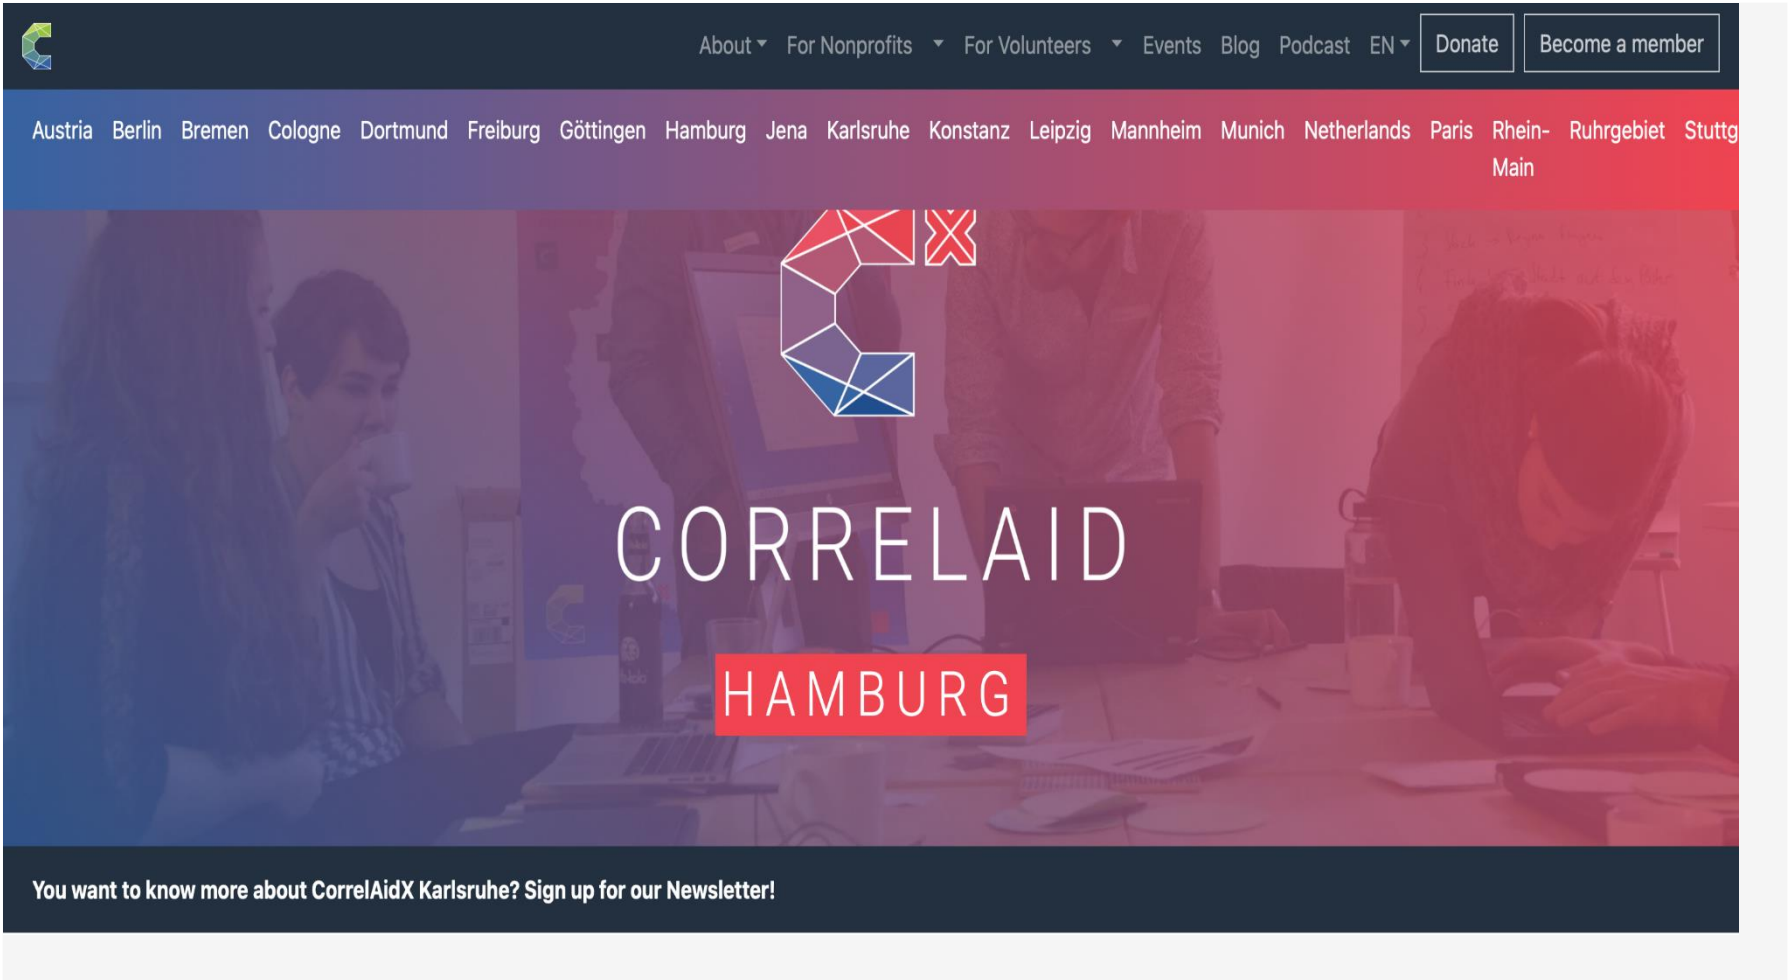 About For Nonprofits For Volunteers Events Blog Podcast EN Donate Become a member
Austria Berlin Bremen Cologne Dortmund Freiburg Göttingen Hamburg Jena Karlsruhe Konstanz Leipzig Mannheim Munich Netherlands Paris Rhein- Ruhrgebiet Stuttg
Main
CORRELAID
HAMBURG
You want to know more about CorrelAidX Karlsruhe? Sign up for our Newsletter!